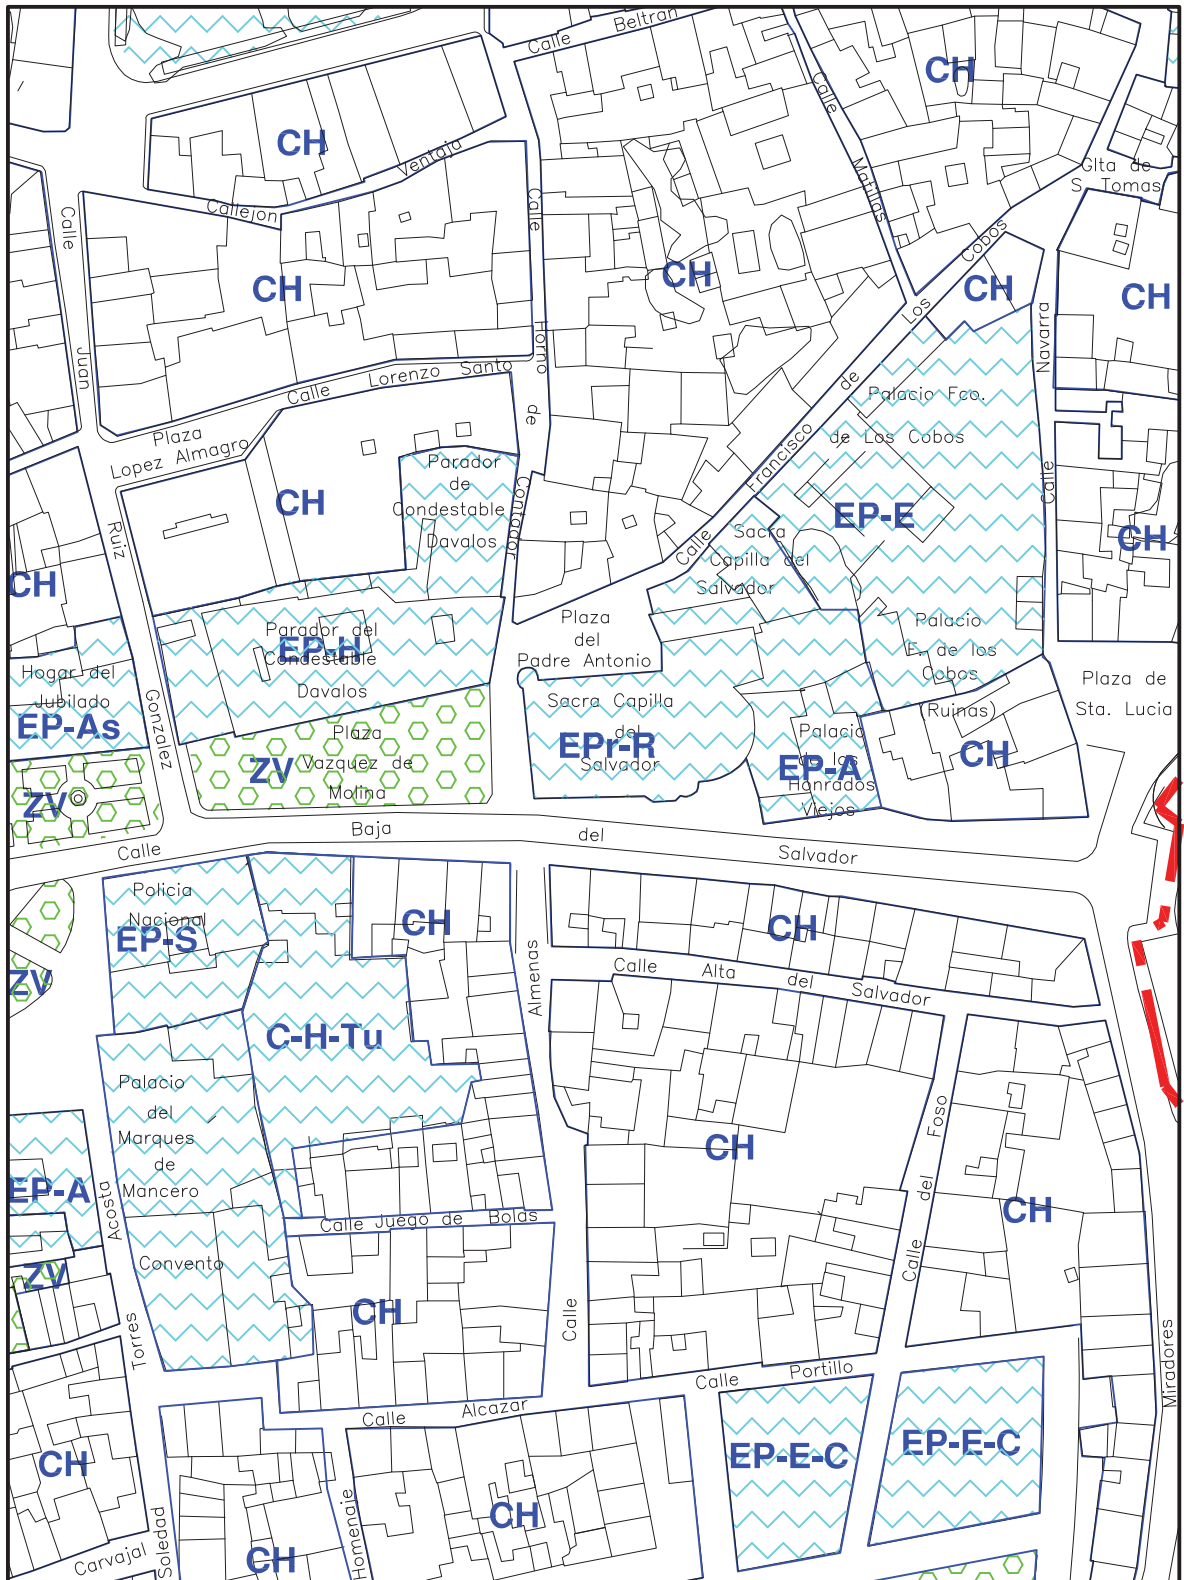 Calle Beltran
CH
Calle
CH
Ventaja
Matillas
Glta de
S. Tomas
Callejon
Calle
Calle
Cobos
CH
CH
CH
CH
Los
Horno
Navarra
Juan
Lorenzo Santo
Calle
de
de
Palacio Fco.
de Los Cobos
Plaza
Lopez Almagro
Francisco
Parador
de
Condestable
Davalos
Contador
CH
Calle
EP-E
Ruiz
Sacra
Capilla del
Salvador
Calle
CH
CH
Plaza
del
Padre Antonio
Palacio
F. de los
Cobos
(Ruinas)
Parador del
EP-H
Condestable
Davalos
Hogar del
Jubilado
EP-As
Plaza de
Sta. Lucia
Gonzalez
Sacra Capilla
del
EPr-R
Salvador
Plaza
Vazquez de
Molina
ZV
Palacio
de los
EP-A
Honrados
Viejos
CH
ZV
Calle
Baja
del
Salvador
Policia
Nacional
EP-S
CH
CH
ZV
Almenas
Calle Alta del Salvador
C-H-Tu
Palacio
del
Marques
de
Mancero
Foso
del
Calle
CH
EP-A
Acosta
CH
Calle Juego de Bolas
Convento
ZV
CH
Calle
Torres
Miradores
Calle Portillo
Calle Alcazar
EP-E-C
EP-E-C
CH
CH
Homenaje
Soledad
Carvajal
CH